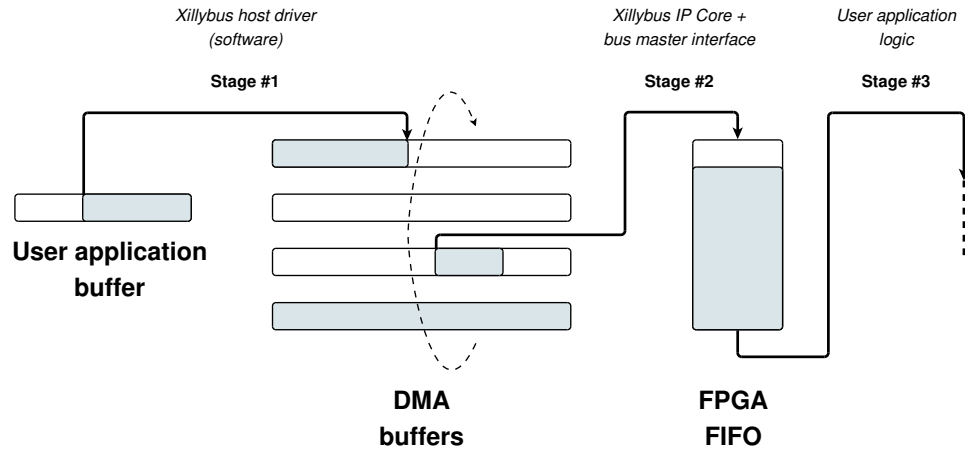 Xillybus host driver
(software)
Stage #1
Xillybus IP Core +
bus master interface
Stage #2
User application
logic
Stage #3
User application
buffer
DMA
buffers
FPGA
FIFO